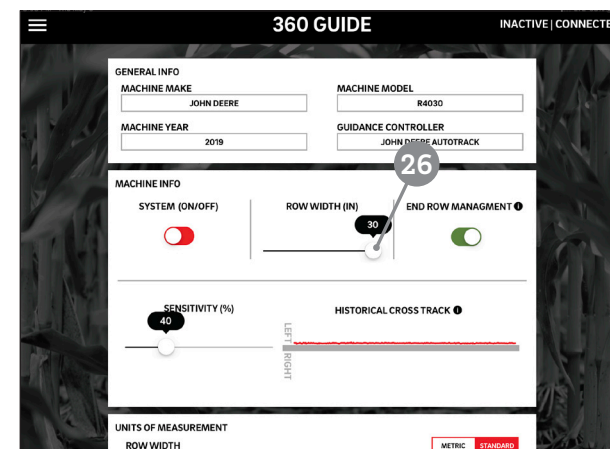 360 GUIDE
INACTIVE | CONNECTE
GENERAL INFO
MACHINE MAKE
MACHINE MODEL
JOHN DEERE
R4030
MACHINE YEAR
GUIDANCE CONTROLLER
2019
JOHN DEERE AUTOTRACK
26
MACHINE INFO
SYSTEM (ON/OFF)
ROW WIDTH (IN)
END ROW MANAGMENT
30
SENSITIVITY (%)
40
HISTORICAL CROSS TRACK
LEFT
RIGHT
UNITS OF MEASUREMENT
ROW WIDTH
METRIC STANDARD